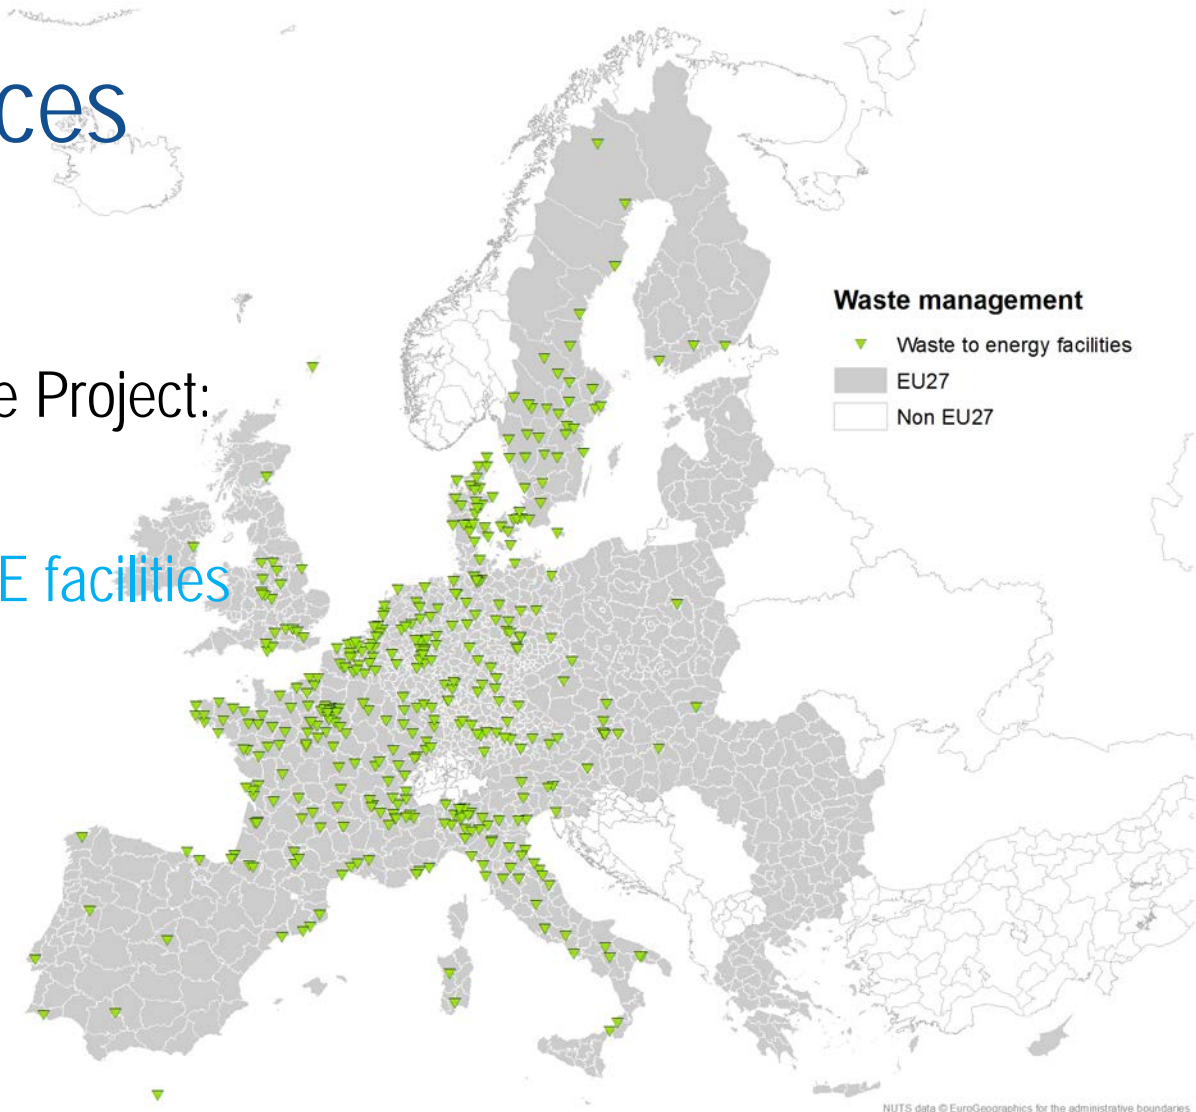 ces
e Project:
E facilities
Waste management
Waste to energy facilities
EU27
Non EU27
NUTS data © EuroGeographics for the administrative boundaries